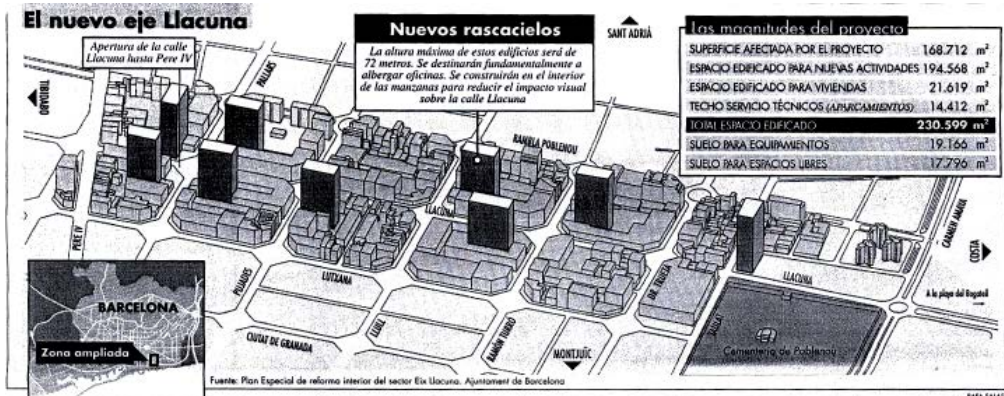 El nuevo eje Llacuna
Apertura de la calle
Llacuna hasta Pere IV
Nuevos rascacielos
La altura máxima de estos edificios será de
72 metros. Se destinarán fundamentalmente a
albergar oficinas. Se construirán en el interior
de las manzanas para reducir el impacto visual
sobre la calle Llacuna
SANT ADRIÀ
Las magnitudes del proyecto
SUPERFICIE AFECTADA POR EL PROYECTO 168.712 m²
ESPACIO EDIFICADO PARA NUEVAS ACTIVIDADES 194.568 m²
ESPACIO EDIFICADO PARA VIVIENDAS 21.619 m²
TECHO SERVICIO TÉCNICOS (APARCAMIENTOS) 14.412 m²
TOTAL ESPACIO EDIFICADO 230.599 m²
SUELO PARA EQUIPAMIENTOS 19.166 m²
SUELO PARA ESPACIOS LIBRES 17.796 m²
TIBIDABO
PALLARS
RAMBLA POBLENOU
LLACUNA
PERE IV
PUJADES
LUTXANA
CIUTAT DE GRANADA
LLULL
RAMÓN TURRÓ
MONTJUÏC
DR. TRUETA
LLACUNA
CARMEN AMAYA
COSTA
A la playa del Bogatell
Cementerio de Poblenou
BARCELONA
Zona ampliada
Fuente: Plan Especial de reforma interior del sector Eix Llacuna. Ajuntament de Barcelona